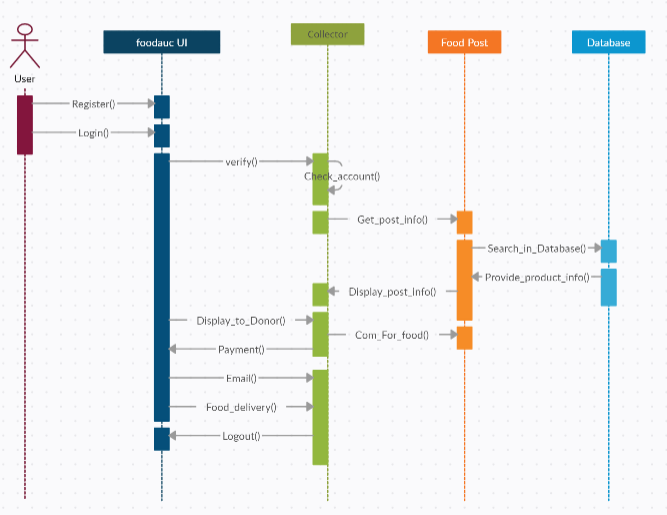 foodauc UI
Collector
Food Post
Database
User
Register()
Login()
verify()
Check_account()
Get_post_info()
Search_in_Database()
Provide_product_info()
Display_post_info()
Display_to_Donor()
Com_For_food()
Payment()
Email()
Food_delivery()
Logout()